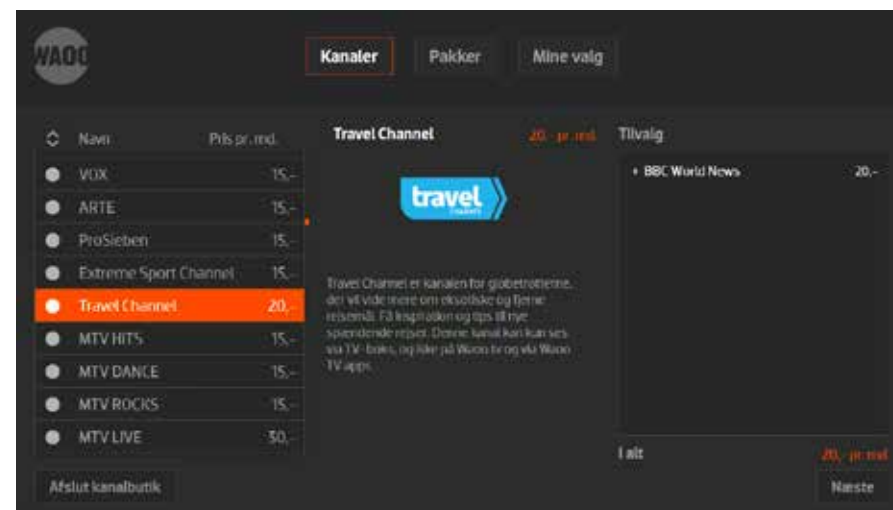 WAOO
Kanaler Pakker Mine valg
Navn Pris pr. md.
VOX 15,-
ARTE 15,-
ProSieben 15,-
Extreme Sport Channel 15,-
Travel Channel 20,-
MTV HITS 15,-
MTV DANCE 15,-
MTV ROCKS 15,-
MTV LIVE 30,-
Afslut kanalbutik
Travel Channel 20,- pr. md.
travel
channel
Travel Channel er kanalen for globetrotterne,
der vil vide mere om eksotiske og fjerne
rejsemål. Få inspiration og tips til nye
spændende rejser. Denne kanal kan kun ses
via TV-boks, og ikke på Waoo tv og via Waoo
TV apps.
Tilvalg
BBC World News 20,-
I alt 20,- pr. md.
Næste